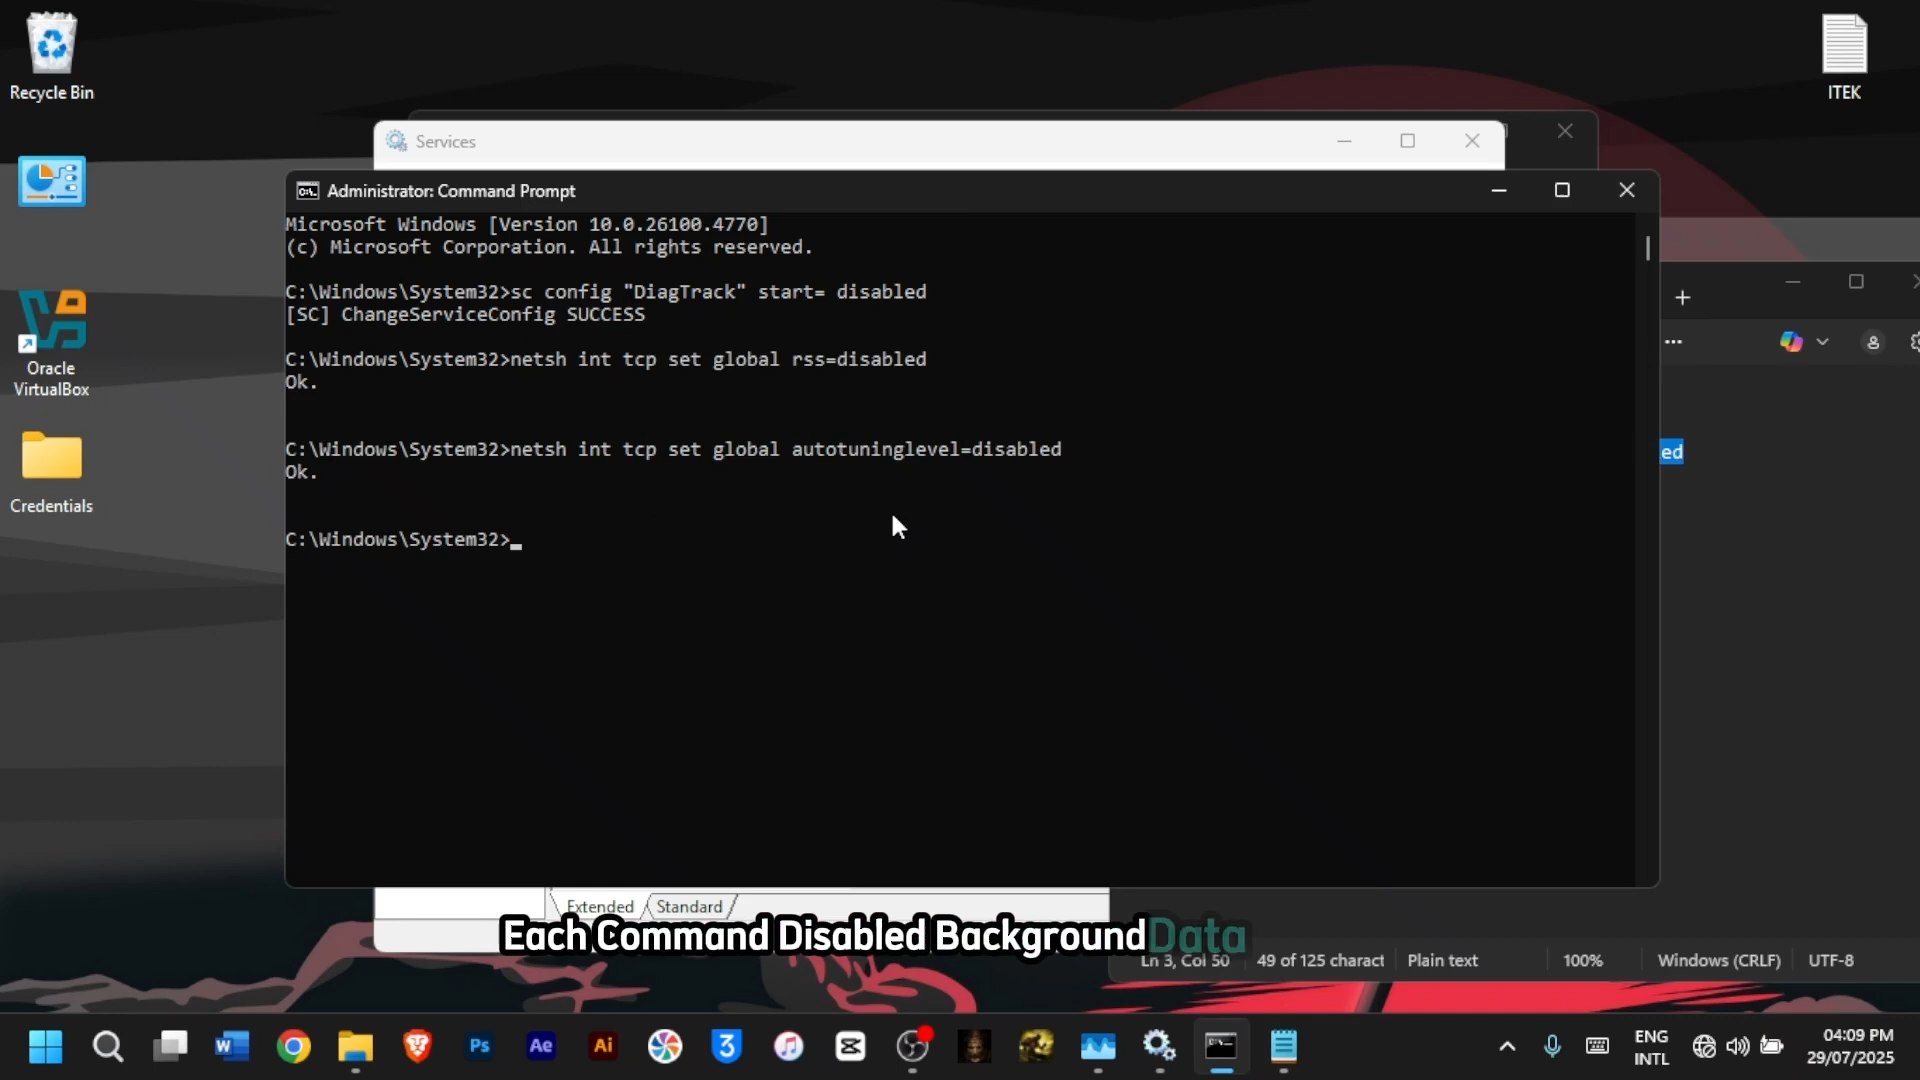 Recycle Bin
ITEK
Services
Administrator: Command Prompt
Microsoft Windows [Version 10.0.26100.4770]
(c) Microsoft Corporation. All rights reserved.
C:\Windows\System32>sc config "DiagTrack" start= disabled
[SC] ChangeServiceConfig SUCCESS
C:\Windows\System32>netsh int tcp set global rss=disabled
Ok.
C:\Windows\System32>netsh int tcp set global autotuninglevel=disabled
Ok.
C:\Windows\System32>
ed
Oracle
VirtualBox
Credentials
Extended
Standard
Each Command Disabled Background Data
Ln 3, Col 50
49 of 125 charact
Plain text
100%
Windows (CRLF)
UTF-8
W
Ps
Ae
Ai
3
ENG
INTL
04:09 PM
29/07/2025